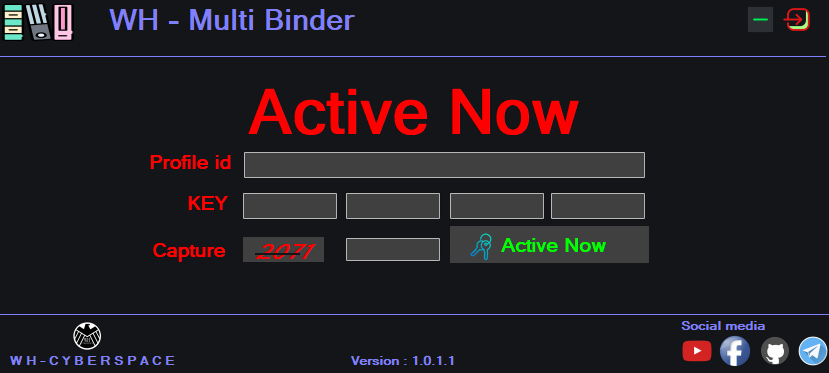 WH - Multi Binder
Active Now
Profile id
KEY
Capture 2071 Active Now
Social media
WH-CYBERSPACE Version : 1.0.1.1